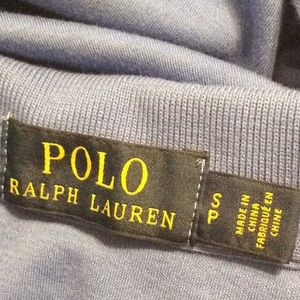 POLO
RALPH LAUREN
S
P
MADE IN
CHINA
FABRIQUÉ EN
CHINE